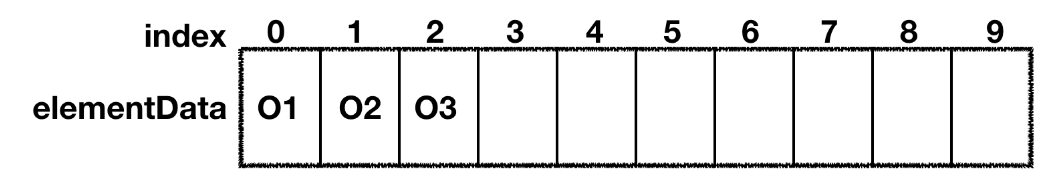 index 0 1 2 3 4 5 6 7 8 9
elementData O1 O2 O3